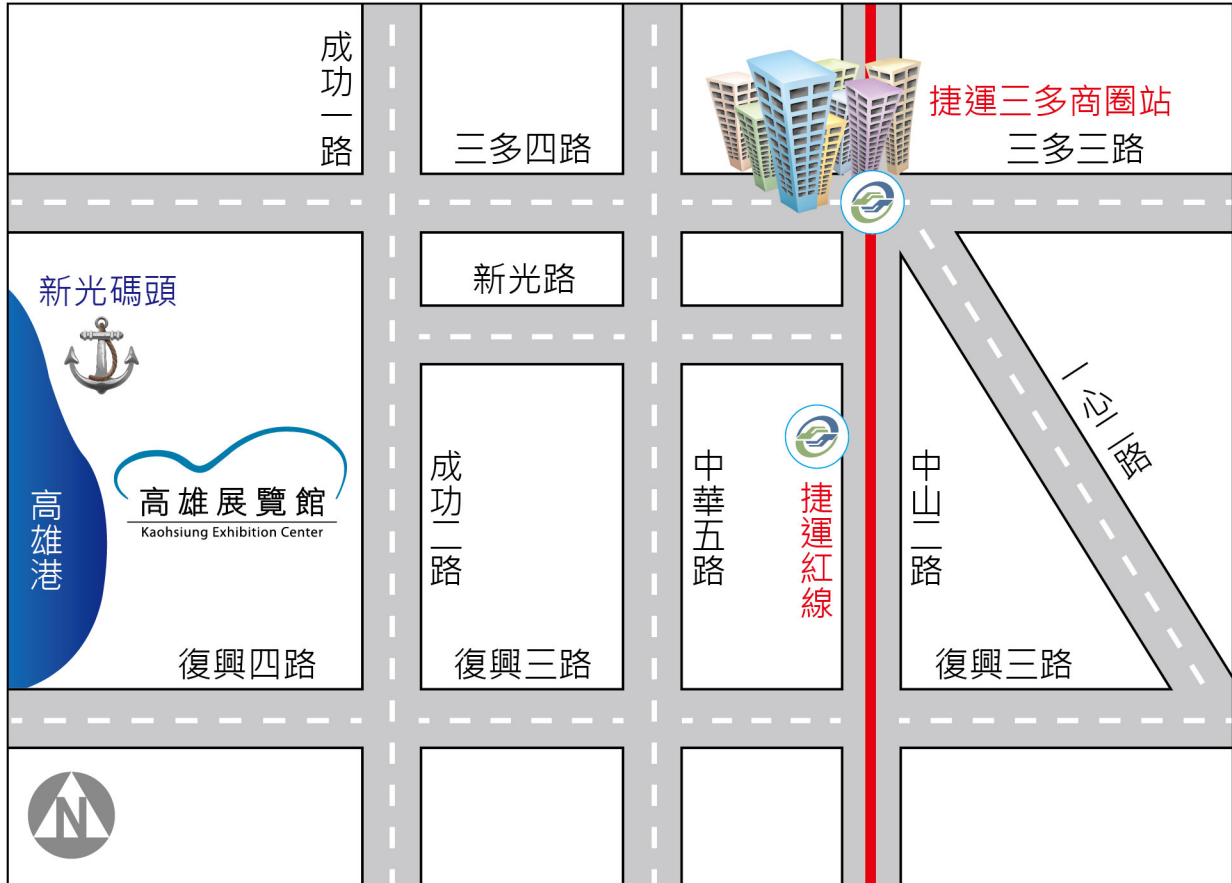 成功一路
捷運三多商圈站
三多四路
三多三路
新光路
新光碼頭
一心一路
高雄港
高雄展覽館
Kaohsiung Exhibition Center
成功二路
中華五路
捷運紅線
中山二路
復興四路
復興三路
復興三路
N